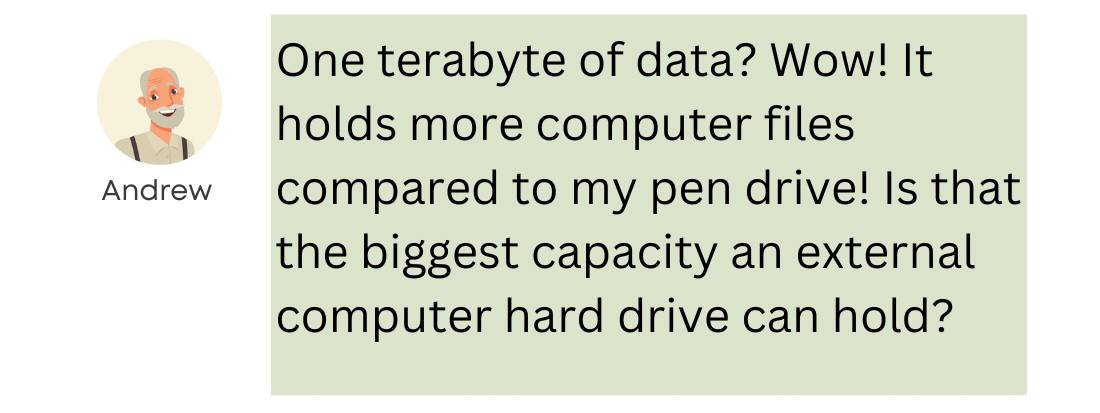 Andrew
One terabyte of data? Wow! It
holds more computer files
compared to my pen drive! Is that
the biggest capacity an external
computer hard drive can hold?